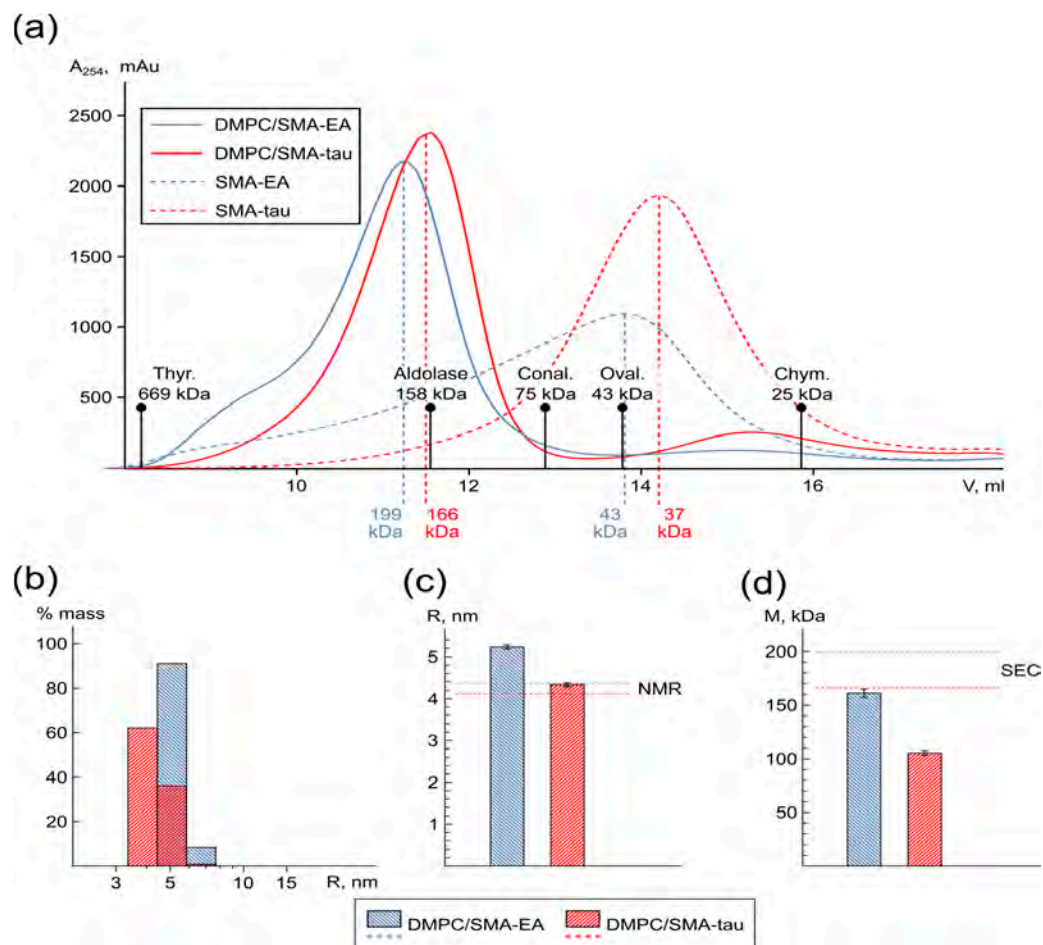 (a)
A254, mAu
2500
2000
1500
1000
500
DMPC/SMA-EA
DMPC/SMA-tau
SMA-EA
SMA-tau
Thyr.
669 kDa
Aldolase
158 kDa
Conal.
75 kDa
Oval.
43 kDa
Chym.
25 kDa
10
12
14
16
V, ml
199
kDa
166
kDa
43
kDa
37
kDa
(b)
% mass
100
80
60
40
20
3
5
10
15
R, nm
(c)
R, nm
5
4
3
2
1
NMR
(d)
M, kDa
200
150
100
50
SEC
DMPC/SMA-EA
DMPC/SMA-tau